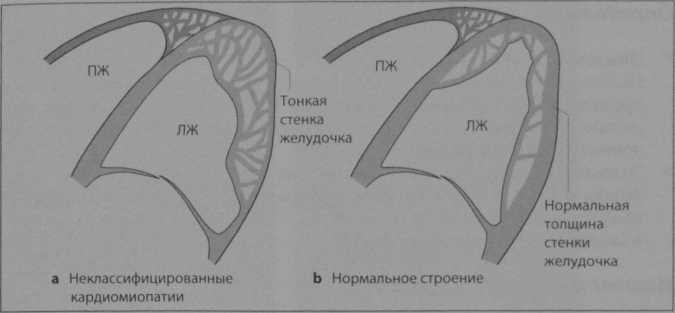 ПЖ
ЛЖ
Тонкая
стенка
желудочка
a Неклассифицированные
кардиомиопатии
ПЖ
ЛЖ
Нормальная
толщина
стенки
желудочка
b Нормальное строение